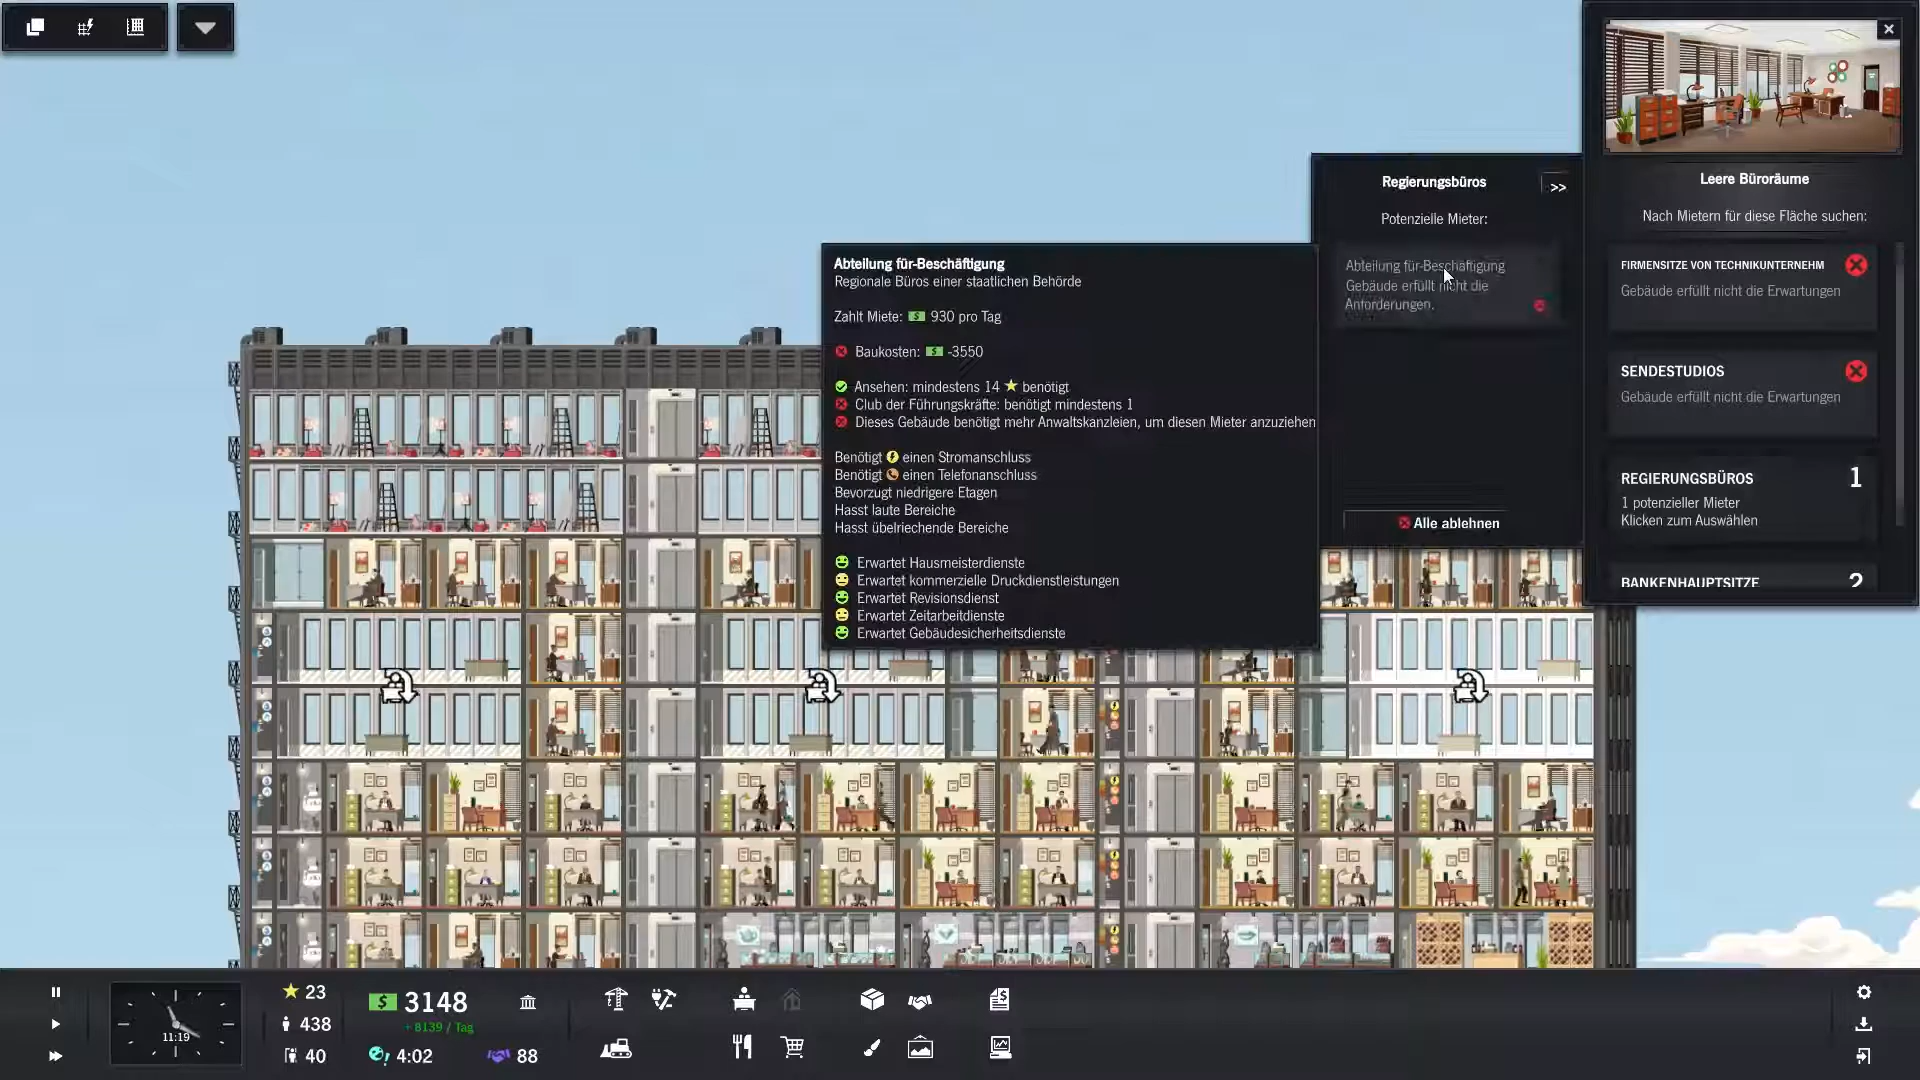 Leere Büroräume
Nach Mietern für diese Fläche suchen:
FIRMENSITZE VON TECHNIKUNTERNEHM
Gebäude erfüllt nicht die Erwartungen
SENDESTUDIOS
Gebäude erfüllt nicht die Erwartungen
REGIERUNGSBÜROS
1
1 potenzieller Mieter
Klicken zum Auswählen
BANKENHAUPTSITZE
2
Regierungsbüros
>>
Potenzielle Mieter:
Abteilung für-Beschäftigung
Gebäude erfüllt nicht die
Anforderungen.
Alle ablehnen
Abteilung für-Beschäftigung
Regionale Büros einer staatlichen Behörde
Zahlt Miete: $ 930 pro Tag
Baukosten: $ -3550
Ansehen: mindestens 14 ★ benötigt
Club der Führungskräfte: benötigt mindestens 1
Dieses Gebäude benötigt mehr Anwaltskanzleien, um diesen Mieter anzuziehen
Benötigt einen Stromanschluss
Benötigt einen Telefonanschluss
Bevorzugt niedrigere Etagen
Hasst laute Bereiche
Hasst übelriechende Bereiche
Erwartet Hausmeisterdienste
Erwartet kommerzielle Druckdienstleistungen
Erwartet Revisionsdienst
Erwartet Zeitarbeitdienste
Erwartet Gebäudesicherheitsdienste
11:19
23
438
40
$ 3148
+ 8139 / Tag
4:02
88